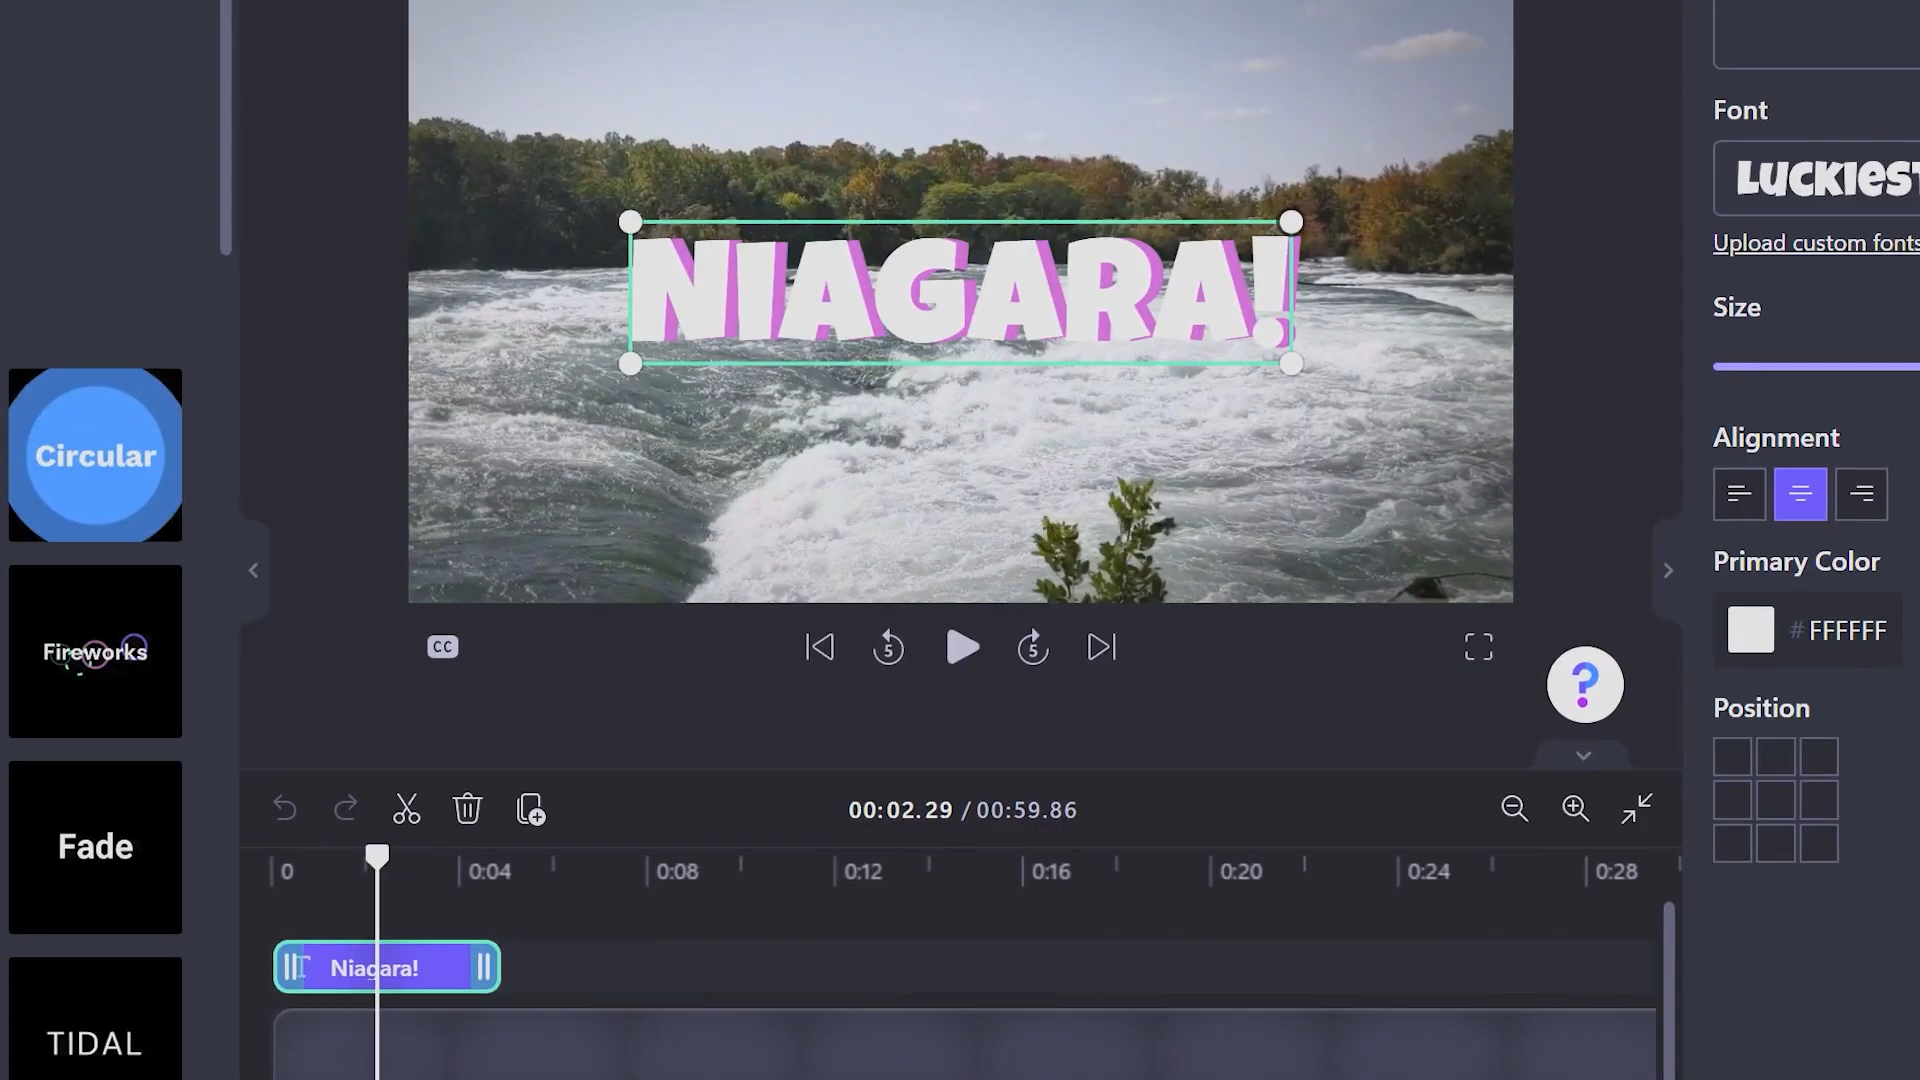 Circular
Fireworks
Fade
TIDAL
NIAGARA!
CC
5
5
?
00:02.29 / 00:59.86
0
0:04
0:08
0:12
0:16
0:20
0:24
0:28
T Niagara!
Font
LUCKIEST
Upload custom fonts
Size
Alignment
Primary Color
# FFFFFF
Position